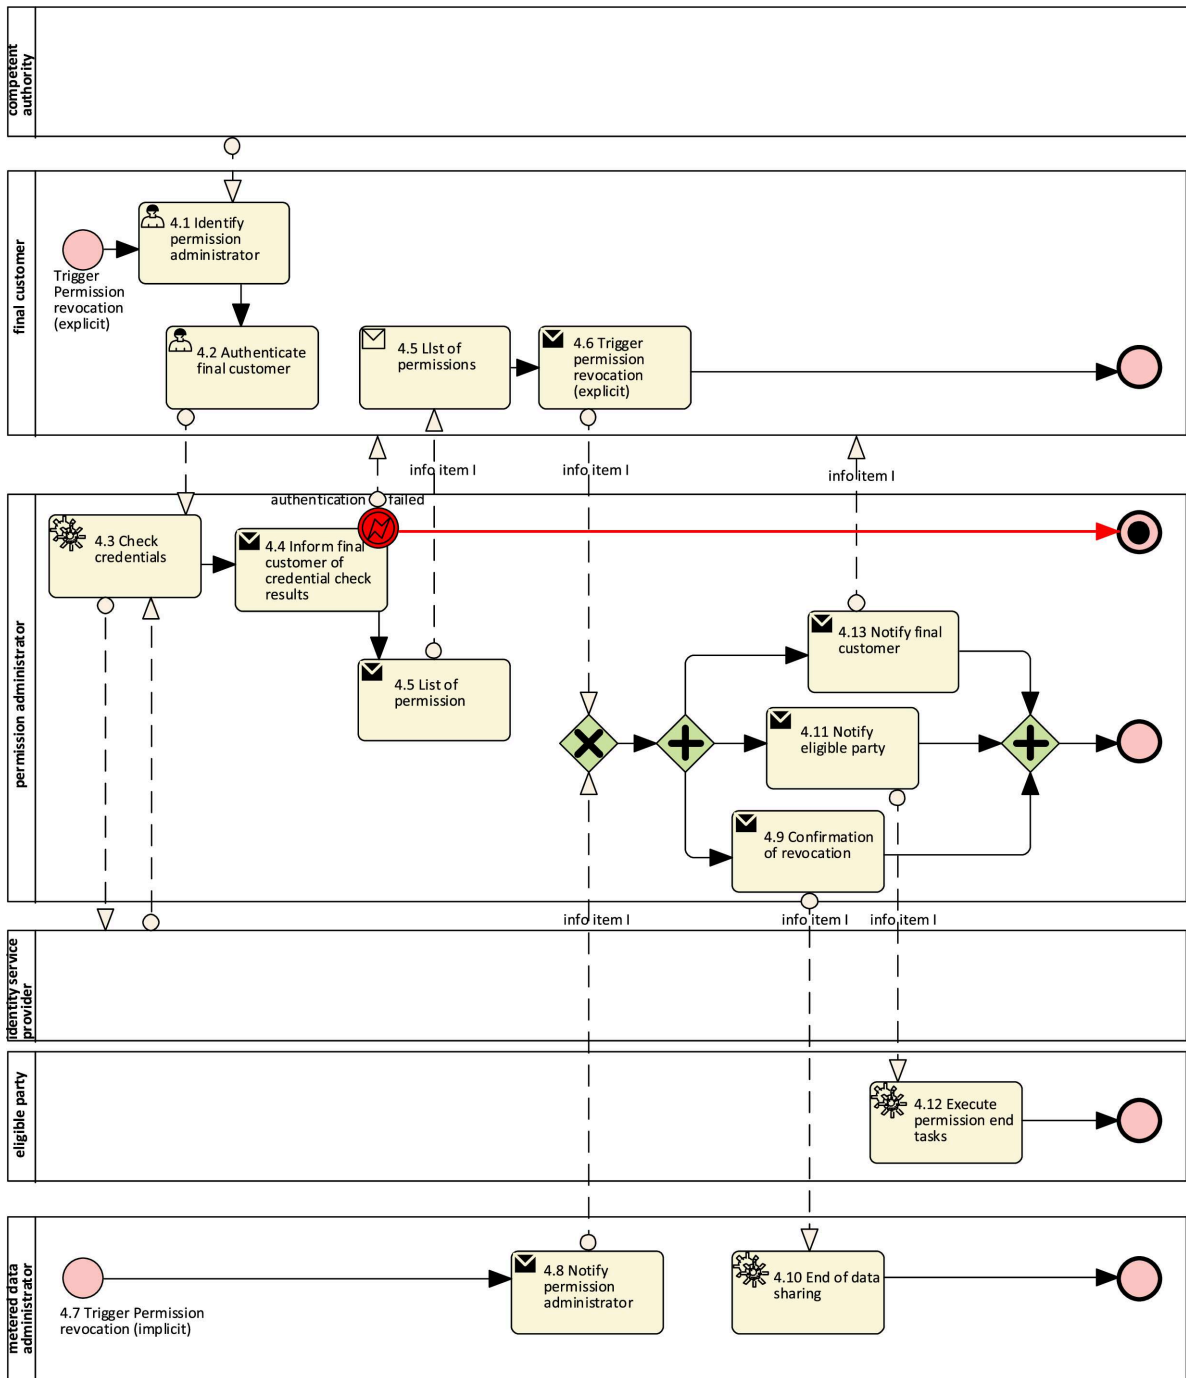 competent
authority
final customer
4.1 Identify
permission
administrator
Trigger
Permission
revocation
(explicit)
4.2 Authenticate
final customer
4.5 LIst of
permissions
4.6 Trigger
permission
revocation
(explicit)
info item I
info item I
info item I
permission administrator
authentication failed
4.3 Check
credentials
4.4 Inform final
customer of
credential check
results
4.5 List of
permission
4.13 Notify final
customer
4.11 Notify
eligible party
4.9 Confirmation
of revocation
info item I
info item I
info item I
identity service
provider
eligible party
4.12 Execute
permission end
tasks
metered data
administrator
4.7 Trigger Permission
revocation (implicit)
4.8 Notify
permission
administrator
4.10 End of data
sharing